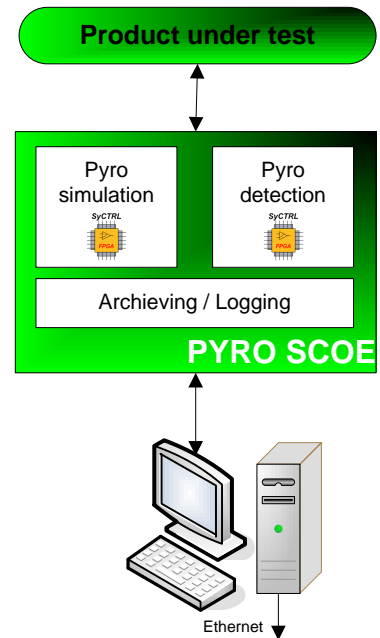 Product under test
Pyro
simulation
SyCTRL
FPGA
Pyro
detection
SyCTRL
FPGA
Archieving / Logging
PYRO SCOE
Ethernet